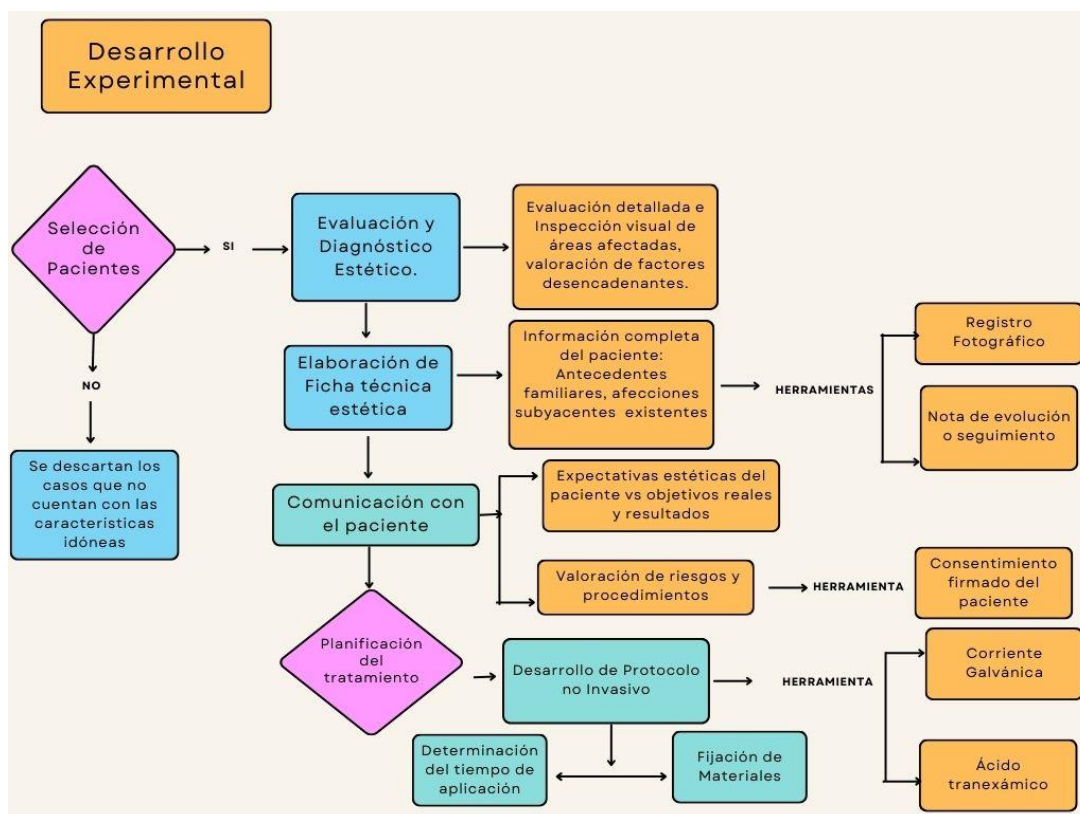 Desarrollo
Experimental
Selección
de
Pacientes
SI
Evaluación y
Diagnóstico
Estético.
Evaluación detallada e
Inspección visual de
áreas afectadas,
valoración de factores
desencadenantes.
NO
Se descartan los
casos que no
cuentan con las
características
idóneas
Elaboración de
Ficha técnica
estética
Información completa
del paciente:
Antecedentes
familiares, afecciones
subyacentes existentes
HERRAMIENTAS
Registro
Fotográfico
Nota de evolución
o seguimiento
Comunicación con
el paciente
Expectativas estéticas del
paciente vs objetivos reales
y resultados
Valoración de riesgos y
procedimientos
HERRAMIENTA
Consentimiento
firmado del
paciente
Planificación
del
tratamiento
Desarrollo de Protocolo
no Invasivo
HERRAMIENTA
Corriente
Galvánica
Ácido
tranexámico
Determinación
del tiempo de
aplicación
Fijación de
Materiales